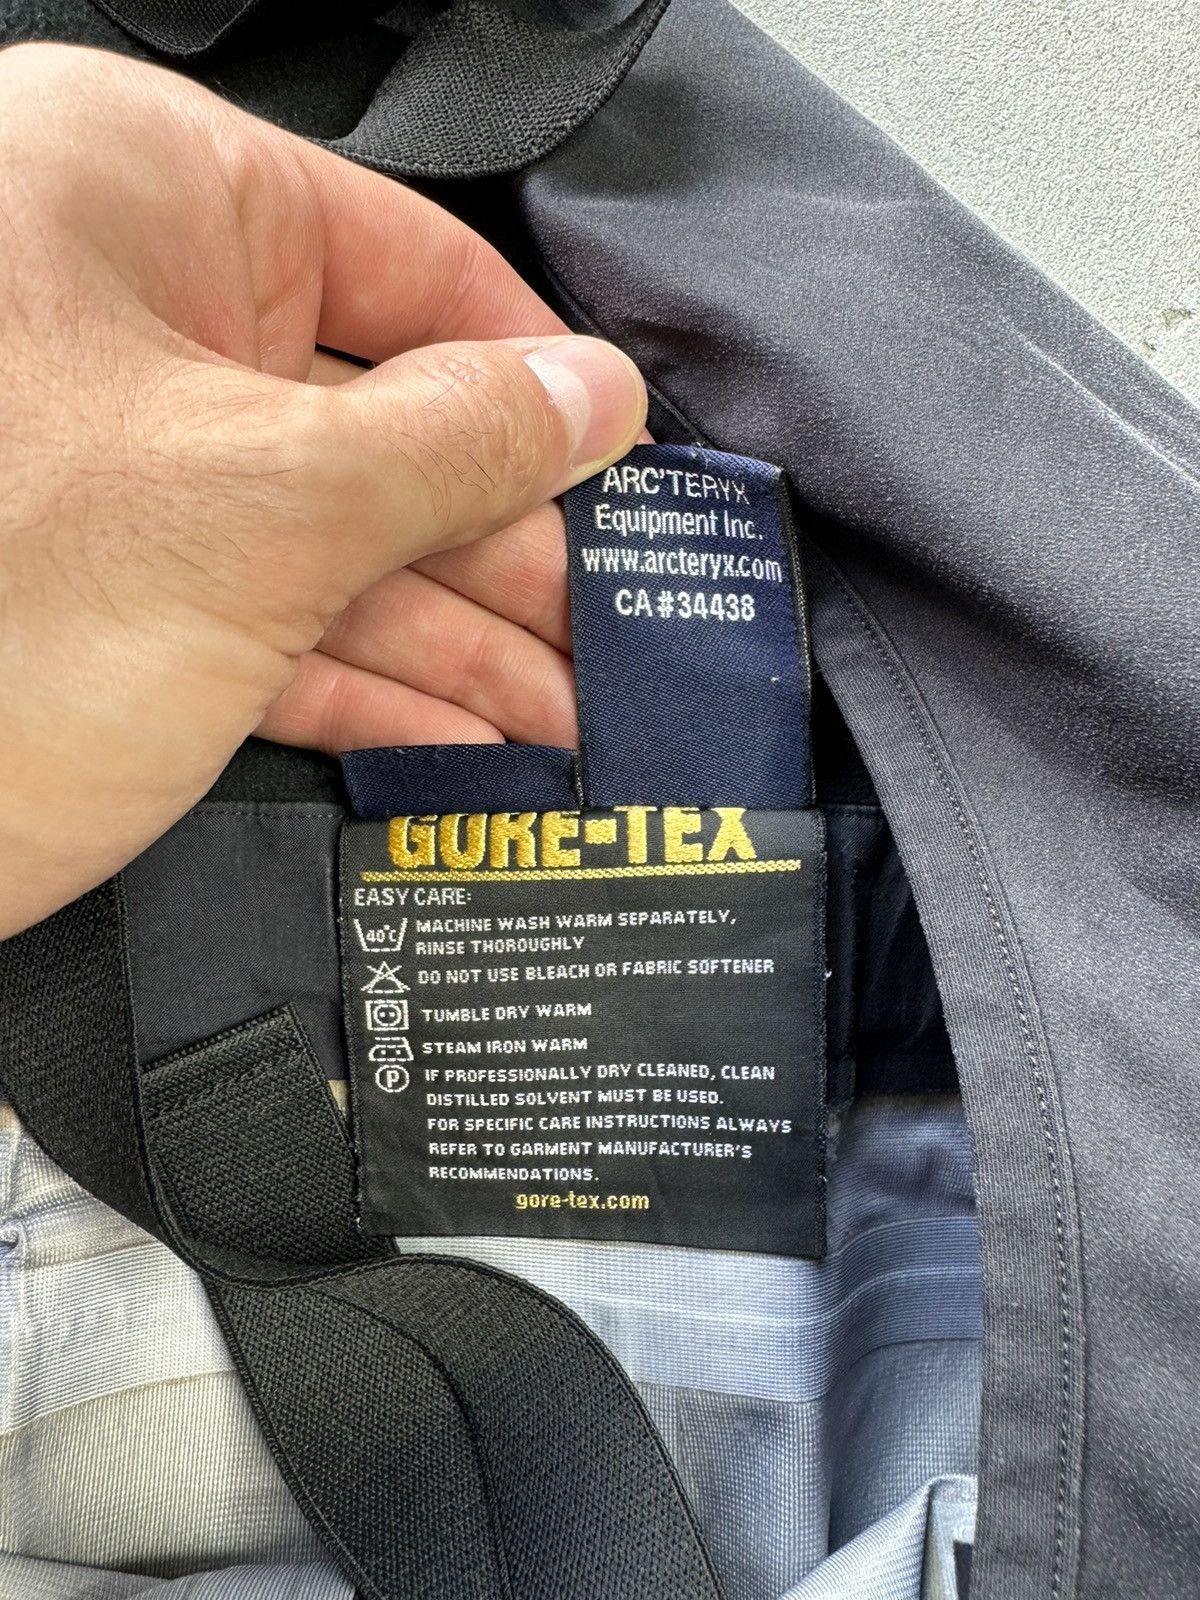 ARC'TERYX
Equipment Inc.
www.arcteryx.com
CA#34438
GORE-TEX
EASY CARE:
40°C MACHINE WASH WARM SEPARATELY,
RINSE THOROUGHLY
DO NOT USE BLEACH OR FABRIC SOFTENER
TUMBLE DRY WARM
STEAM IRON WARM
P IF PROFESSIONALLY DRY CLEANED, CLEAN
DISTILLED SOLVENT MUST BE USED.
FOR SPECIFIC CARE INSTRUCTIONS ALWAYS
REFER TO GARMENT MANUFACTURER'S
RECOMMENDATIONS.
gore-tex.com